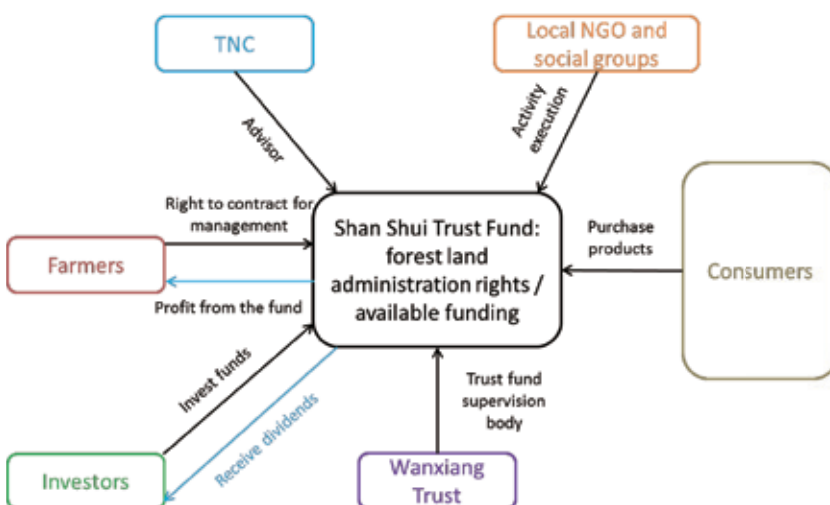 TNC
Local NGO and
social groups
Advisor
Activity
execution
Right to contract for
management
Shan Shui Trust Fund:
forest land
administration rights /
available funding
Purchase
products
Farmers
Consumers
Profit from the fund
Invest funds
Receive dividends
Trust fund
supervision
body
Investors
Wanxiang
Trust